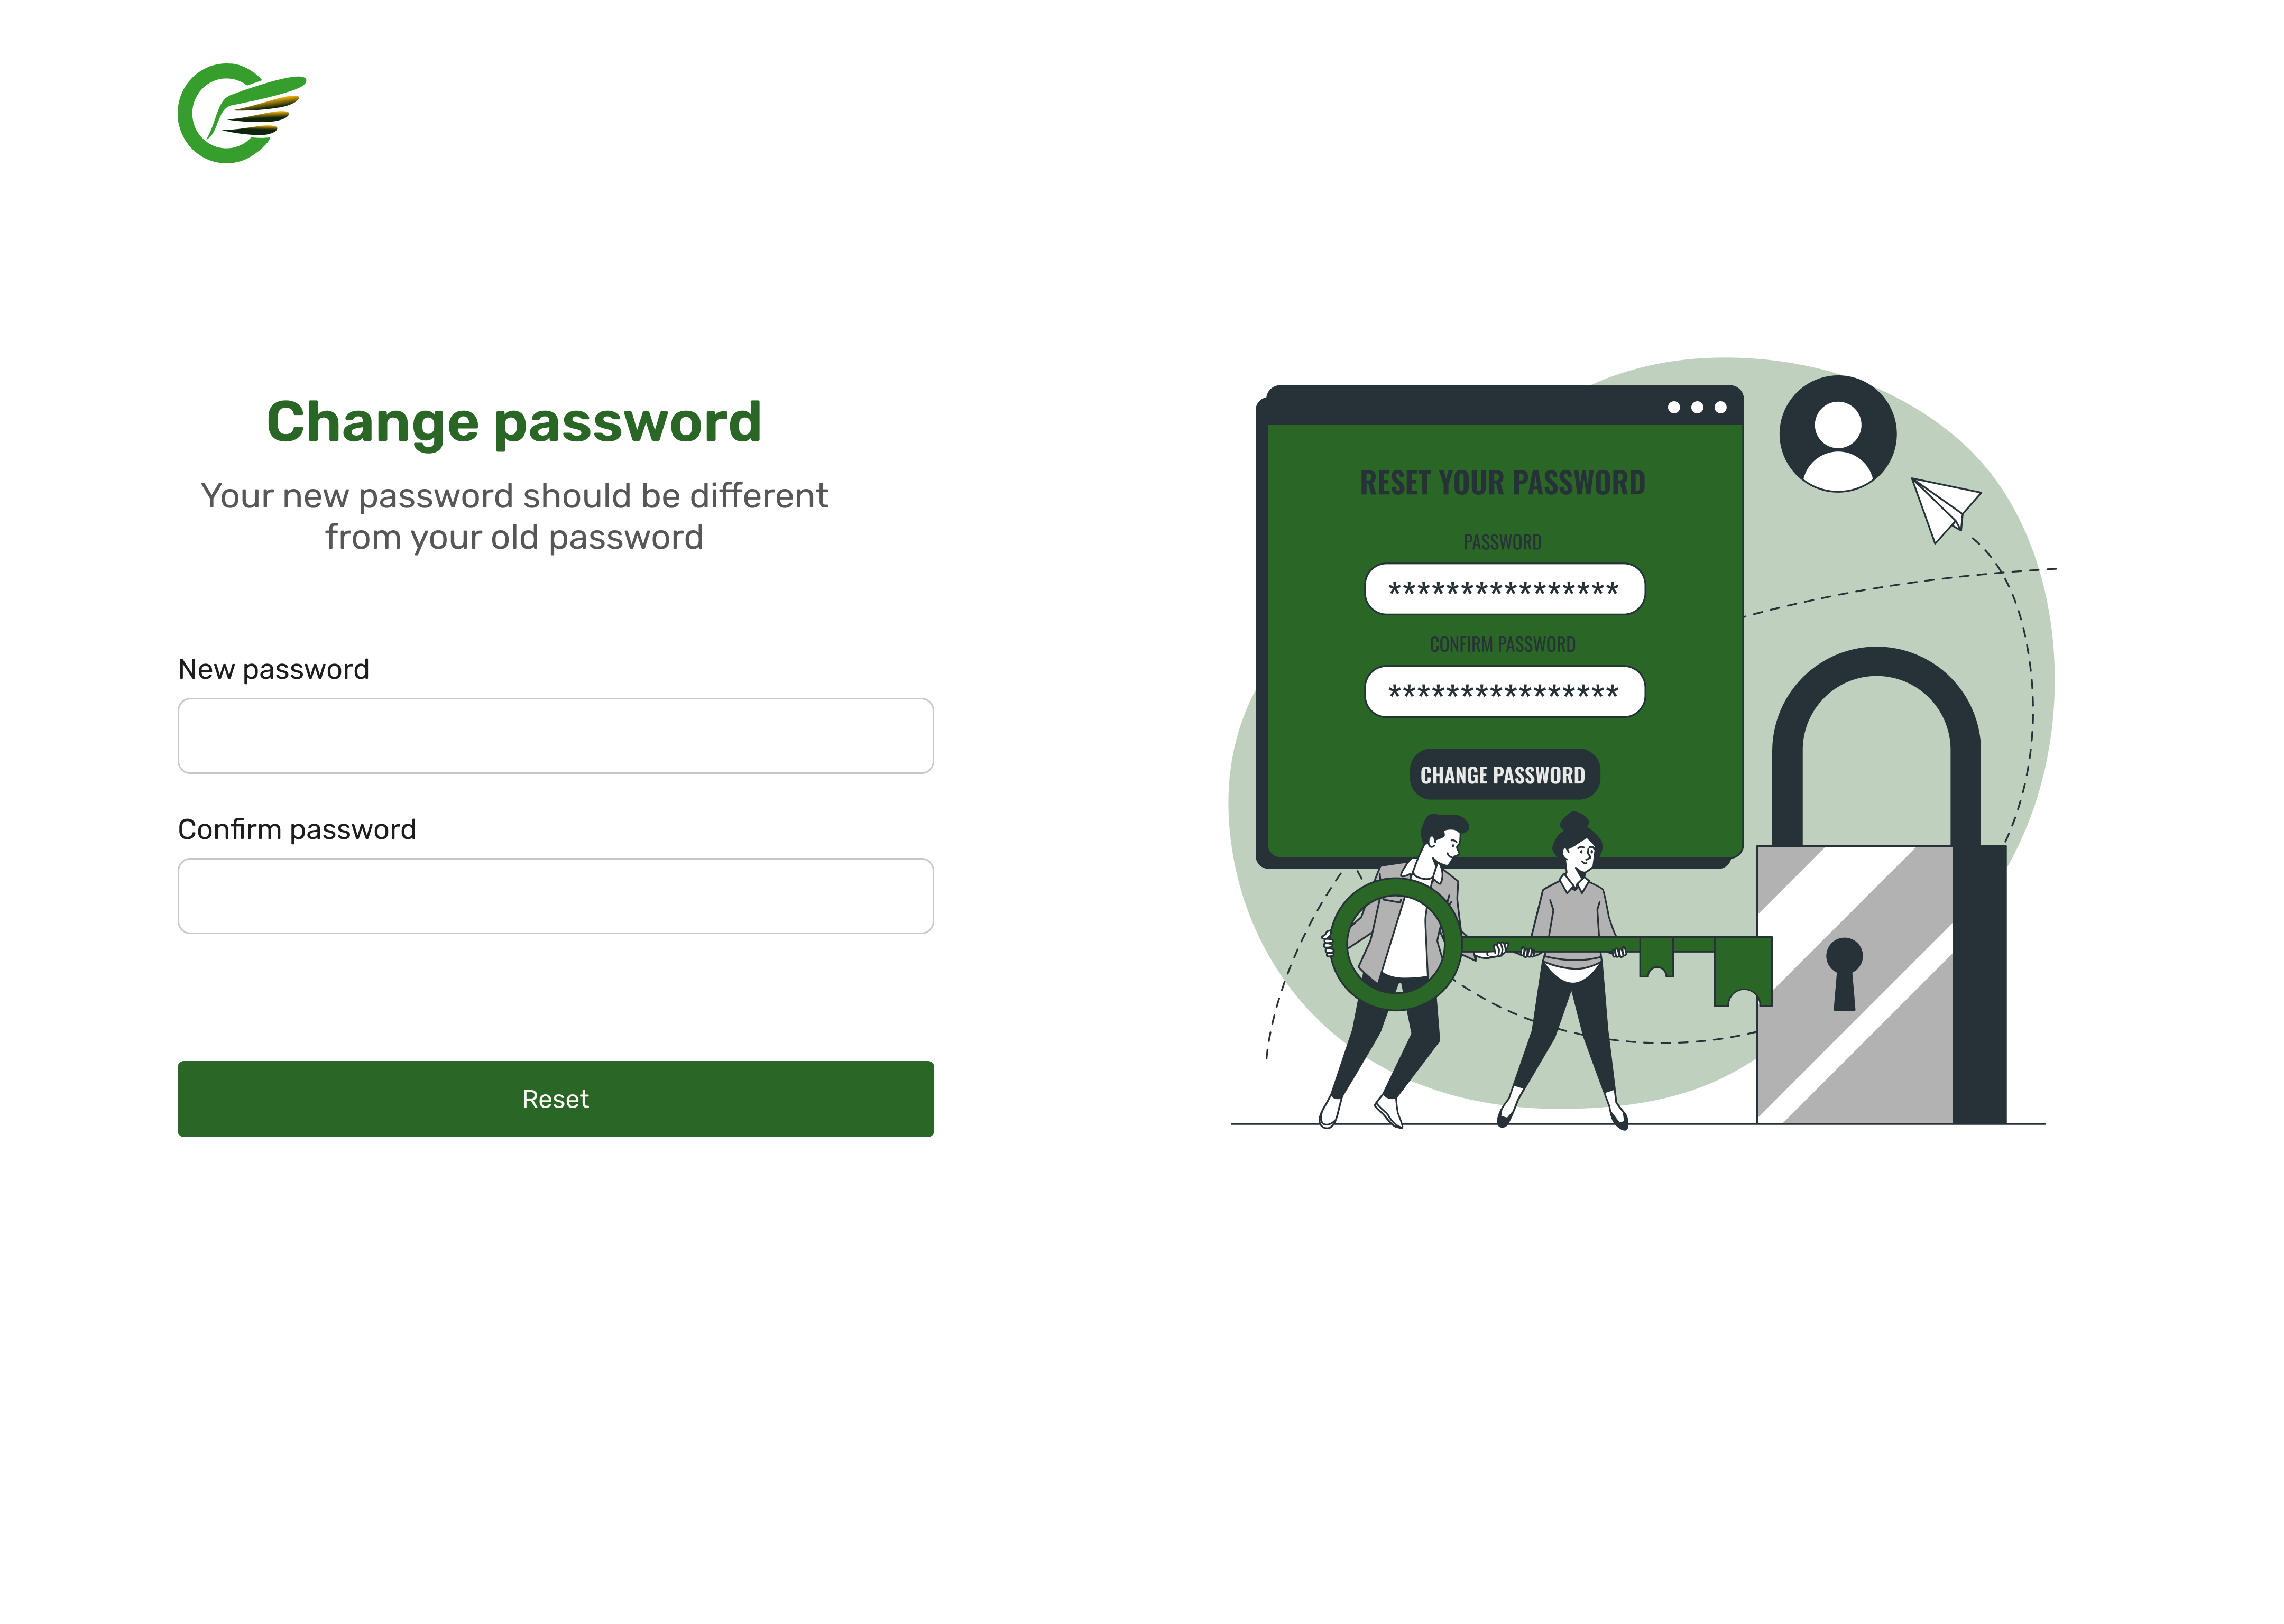 Change password
Your new password should be different
from your old password
New password
Confirm password
Reset
RESET YOUR PASSWORD
PASSWORD
****************
CONFIRM PASSWORD
****************
CHANGE PASSWORD